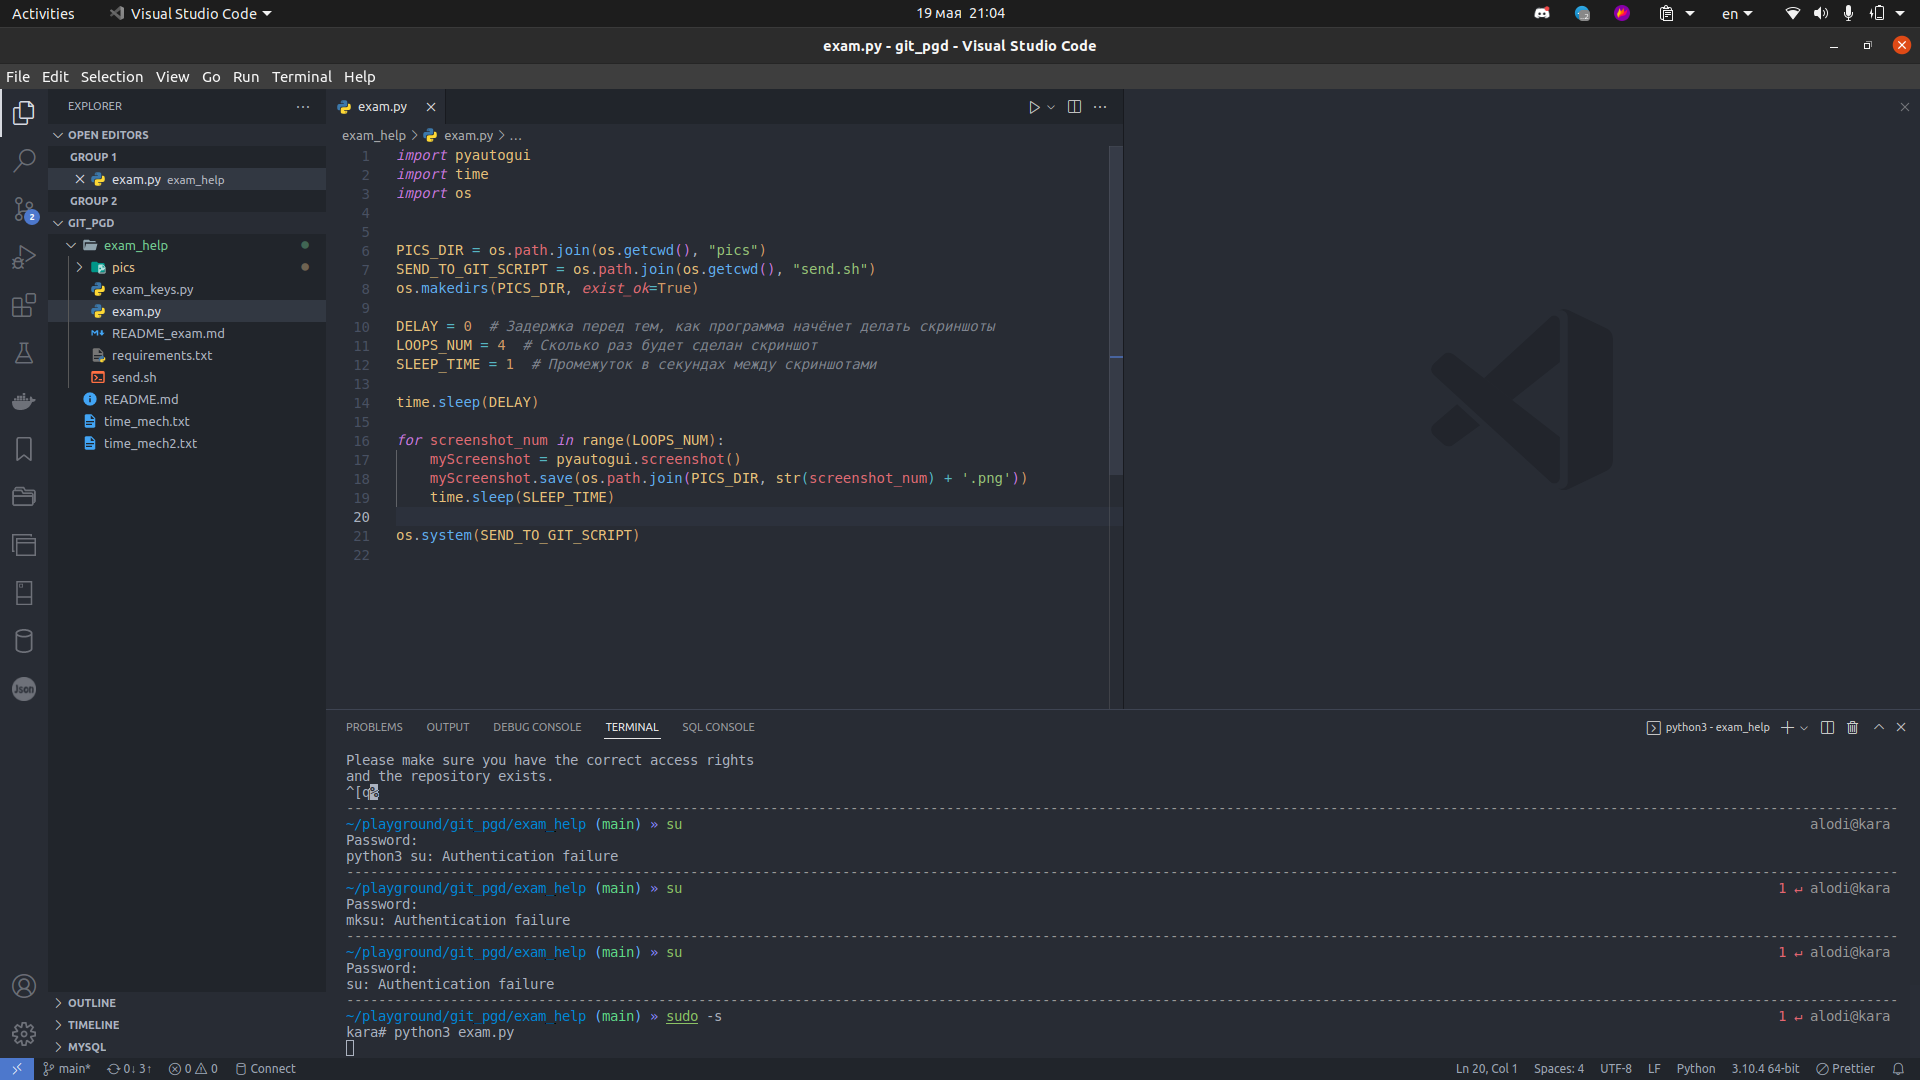 Activities Visual Studio Code 19 мая 21:04 en
exam.py - git_pgd - Visual Studio Code
File Edit Selection View Go Run Terminal Help
EXPLORER
OPEN EDITORS
GROUP 1
exam.py exam_help
GROUP 2
2
GIT_PGD
exam_help
pics
exam_keys.py
exam.py
README_exam.md
requirements.txt
send.sh
README.md
time_mech.txt
time_mech2.txt
Json
OUTLINE
TIMELINE
MYSQL
exam.py
exam_help > exam.py > ...
1 import pyautogui
2 import time
3 import os
4
5
6 PICS_DIR = os.path.join(os.getcwd(), "pics")
7 SEND_TO_GIT_SCRIPT = os.path.join(os.getcwd(), "send.sh")
8 os.makedirs(PICS_DIR, exist_ok=True)
9
10 DELAY = 0  # Задержка перед тем, как программа начёнет делать скриншоты
11 LOOPS_NUM = 4  # Сколько раз будет сделан скриншот
12 SLEEP_TIME = 1  # Промежуток в секундах между скриншотами
13
14 time.sleep(DELAY)
15
16 for screenshot_num in range(LOOPS_NUM):
17     myScreenshot = pyautogui.screenshot()
18     myScreenshot.save(os.path.join(PICS_DIR, str(screenshot_num) + '.png'))
19     time.sleep(SLEEP_TIME)
20
21 os.system(SEND_TO_GIT_SCRIPT)
22
PROBLEMS OUTPUT DEBUG CONSOLE TERMINAL SQL CONSOLE python3 - exam_help
Please make sure you have the correct access rights
and the repository exists.
^[q%
~/playground/git_pgd/exam_help (main) » su alodi@kara
Password:
python3 su: Authentication failure
~/playground/git_pgd/exam_help (main) » su 1 ↵ alodi@kara
Password:
mksu: Authentication failure
~/playground/git_pgd/exam_help (main) » su 1 ↵ alodi@kara
Password:
su: Authentication failure
~/playground/git_pgd/exam_help (main) » sudo -s 1 ↵ alodi@kara
kara# python3 exam.py
main* 0↓ 3↑ 0 0 Connect Ln 20, Col 1 Spaces: 4 UTF-8 LF Python 3.10.4 64-bit Prettier